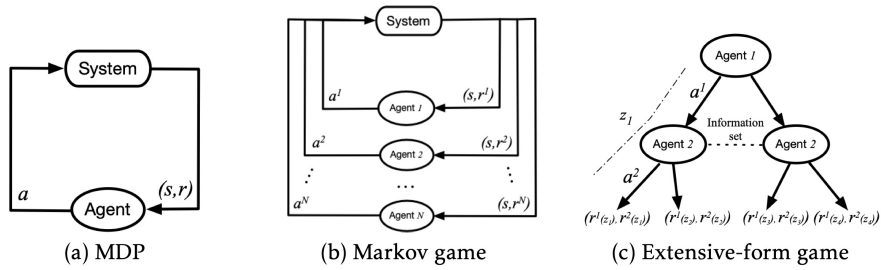 System
a
(s,r)
Agent
(a) MDP
System
a¹
(s,r¹)
Agent 1
a²
(s,r²)
Agent 2
...
aᴺ
(s,rᴺ)
Agent N
(b) Markov game
Agent 1
a¹
z₁
Information
set
Agent 2
Agent 2
a²
(r¹(z₁), r²(z₁)) (r¹(z₂), r²(z₂)) (r¹(z₃), r²(z₃)) (r¹(z₄), r²(z₄))
(c) Extensive-form game